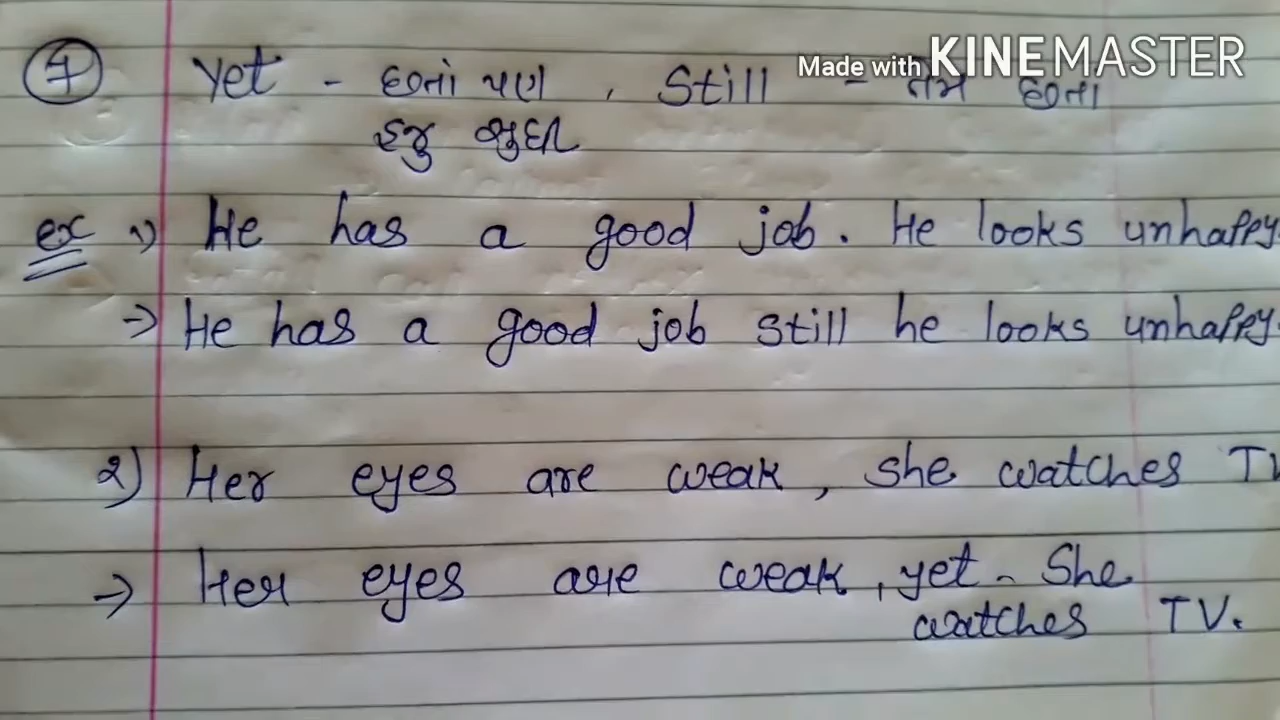 Made with KINEMASTER
4 Yet - છતાં પણ , Still - તેમ છતા
હજુ સુધી
ex 1) He has a good job. He looks unhappy.
→ He has a good job still he looks unhappy.
2) Her eyes are weak, she watches TV
→ Her eyes are weak, yet - She
watches TV.